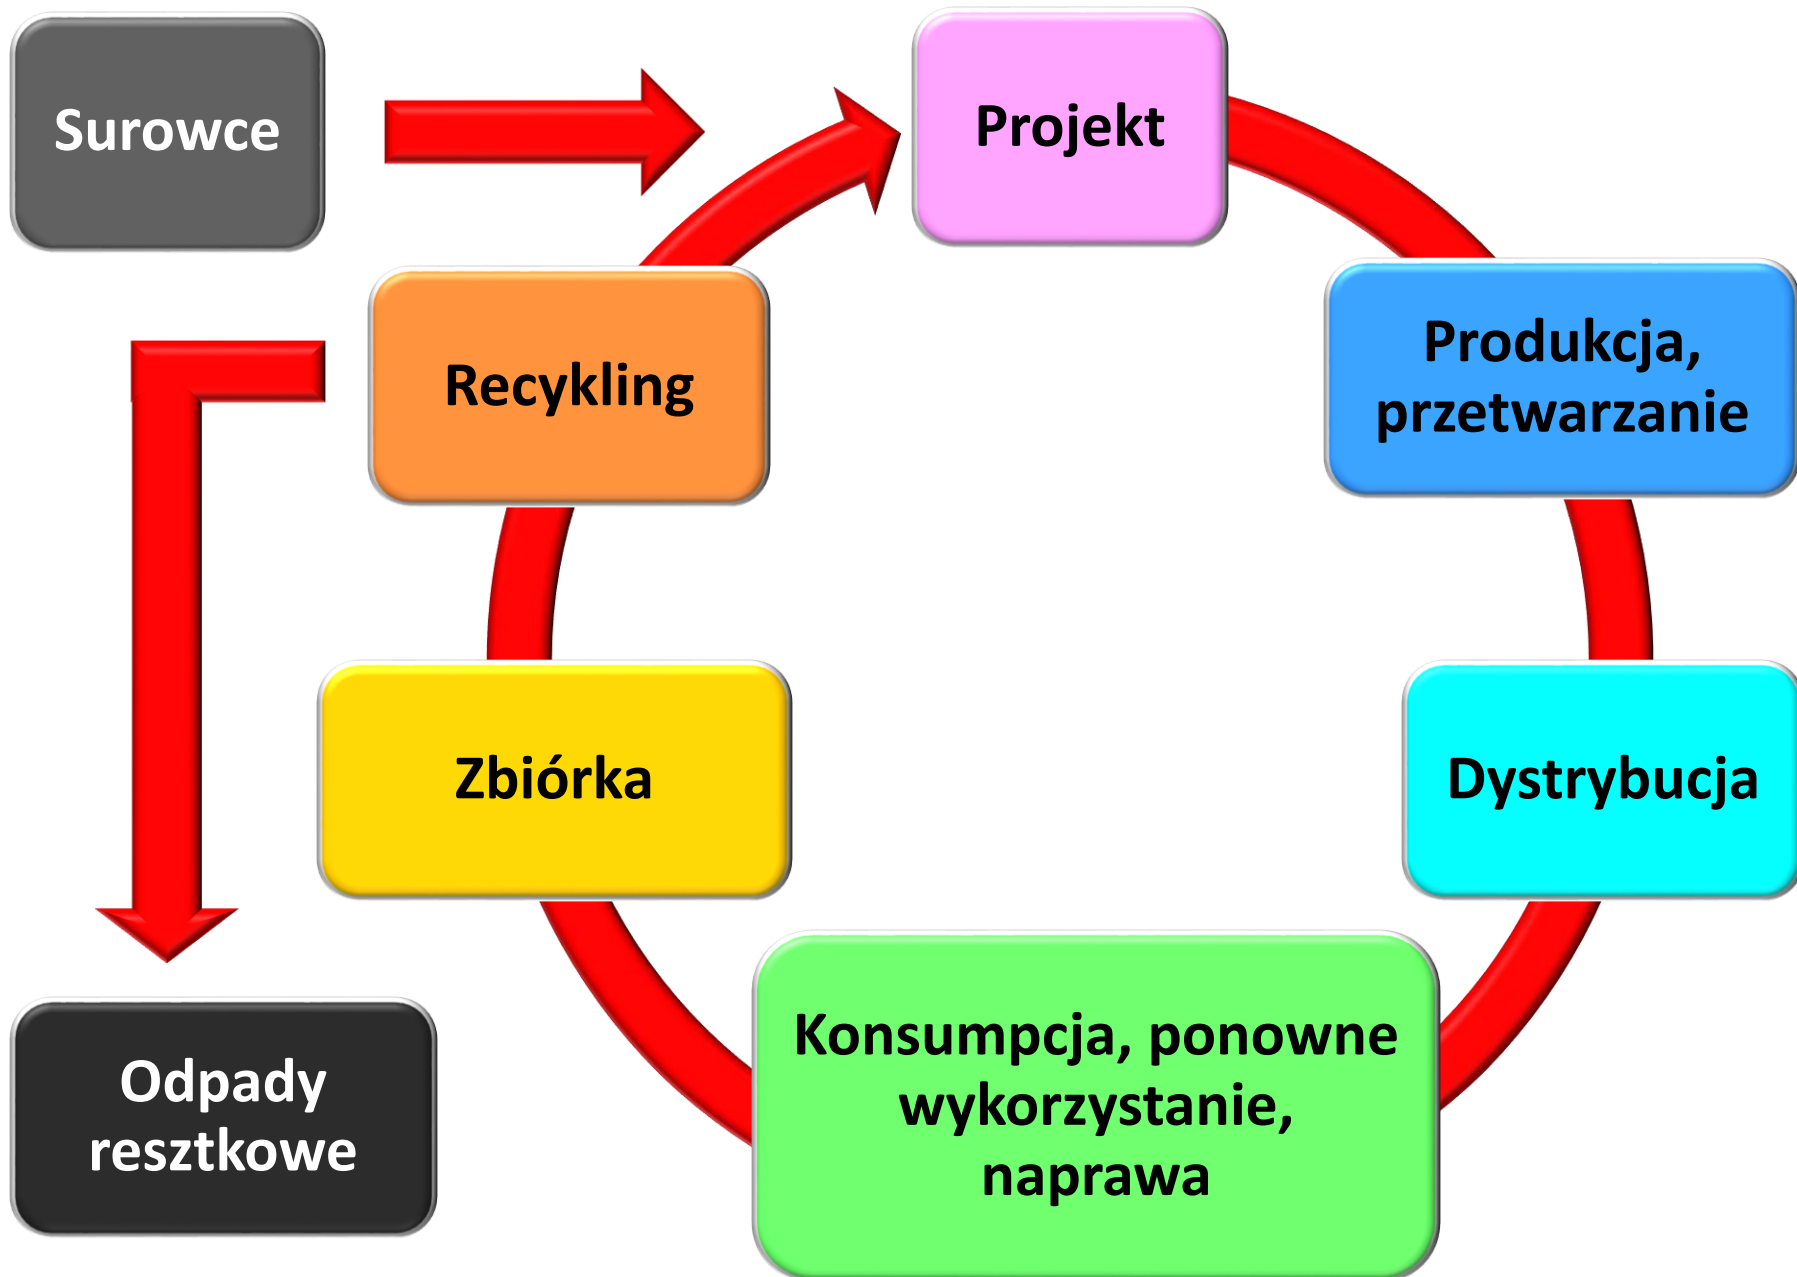 Surowce
Projekt
Produkcja,
przetwarzanie
Dystrybucja
Konsumpcja, ponowne
wykorzystanie,
naprawa
Zbiórka
Recykling
Odpady
resztkowe